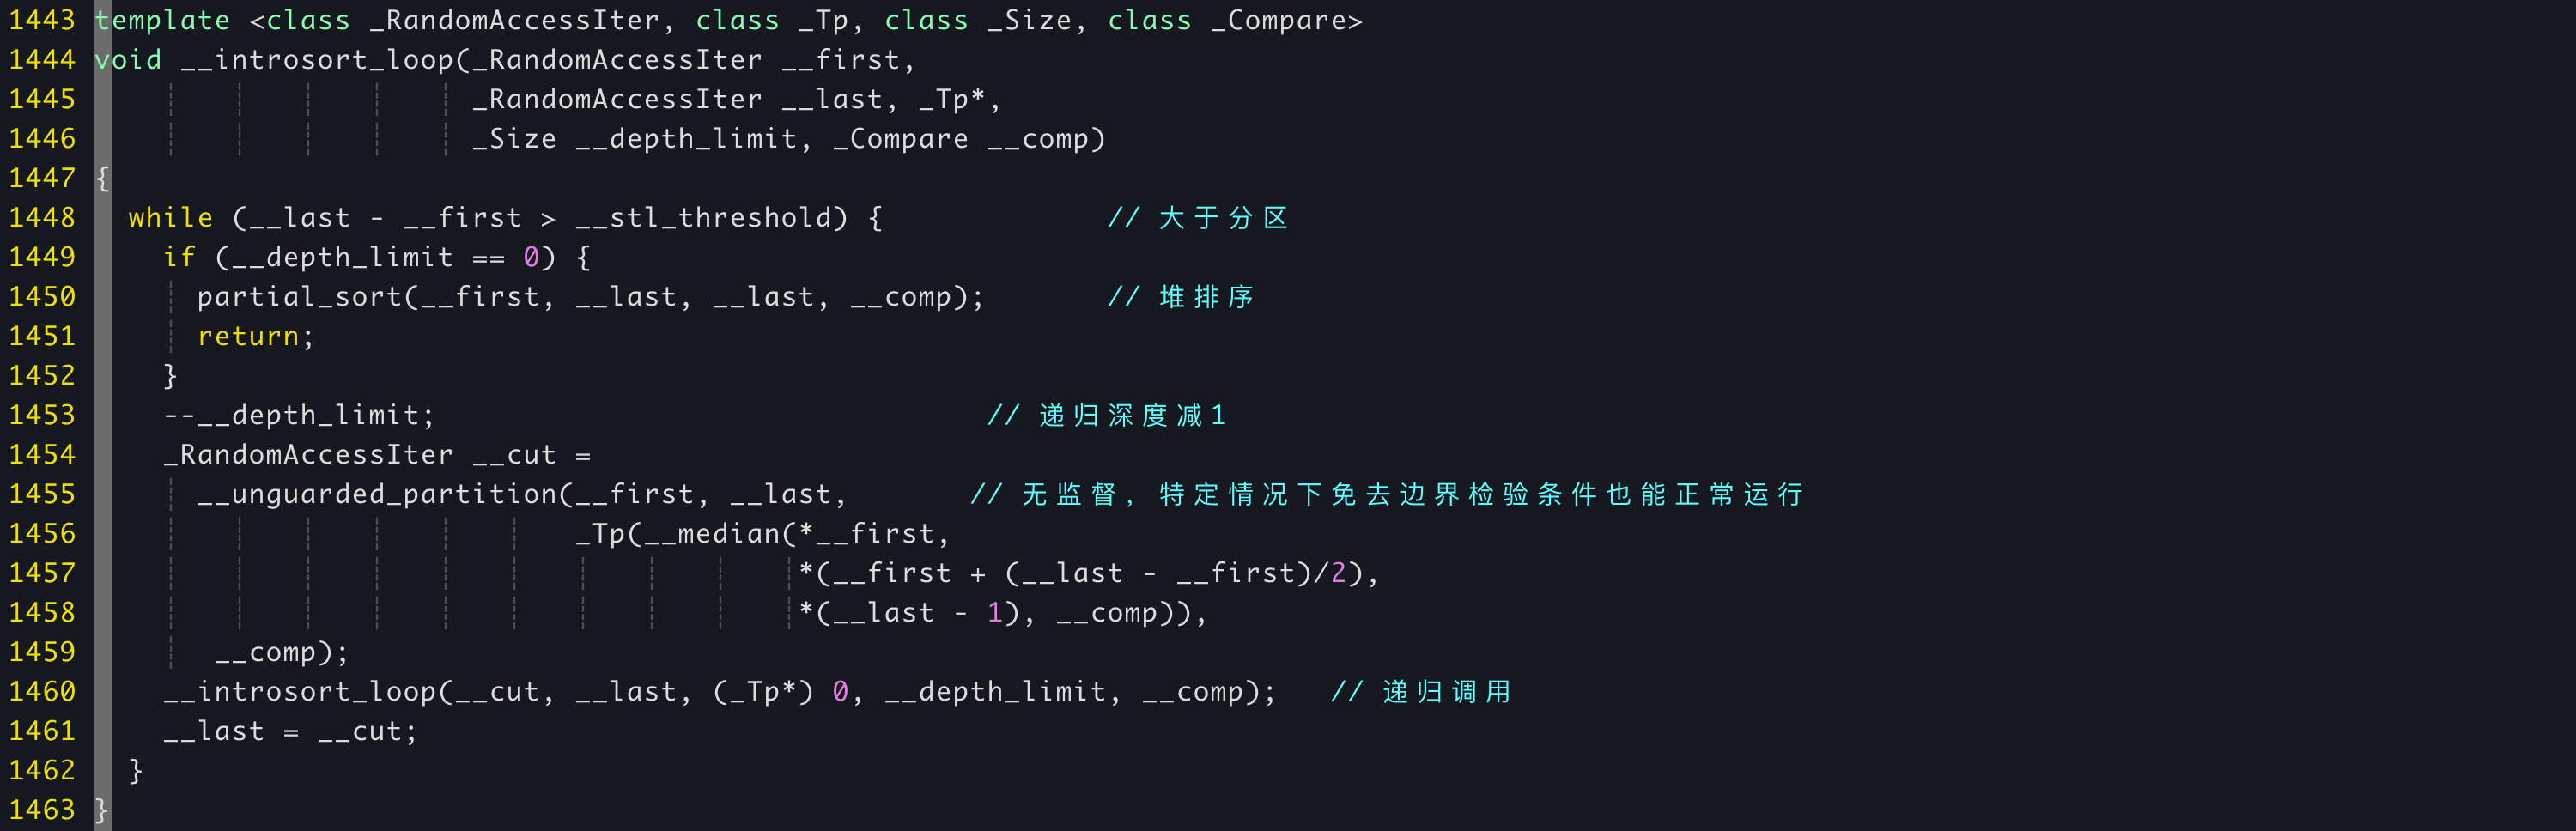 1443 template <class _RandomAccessIter, class _Tp, class _Size, class _Compare>
1444 void __introsort_loop(_RandomAccessIter __first,
1445                       _RandomAccessIter __last, _Tp*,
1446                       _Size __depth_limit, _Compare __comp)
1447 {
1448   while (__last - __first > __stl_threshold) {             // 大于分区
1449     if (__depth_limit == 0) {
1450       partial_sort(__first, __last, __last, __comp);       // 堆排序
1451       return;
1452     }
1453     --__depth_limit;                                // 递归深度减1
1454     _RandomAccessIter __cut =
1455       __unguarded_partition(__first, __last,       // 无监督, 特定情况下免去边界检验条件也能正常运行
1456                             _Tp(__median(*__first,
1457                                          *(__first + (__last - __first)/2),
1458                                          *(__last - 1), __comp)),
1459        __comp);
1460     __introsort_loop(__cut, __last, (_Tp*) 0, __depth_limit, __comp);   // 递归调用
1461     __last = __cut;
1462   }
1463 }